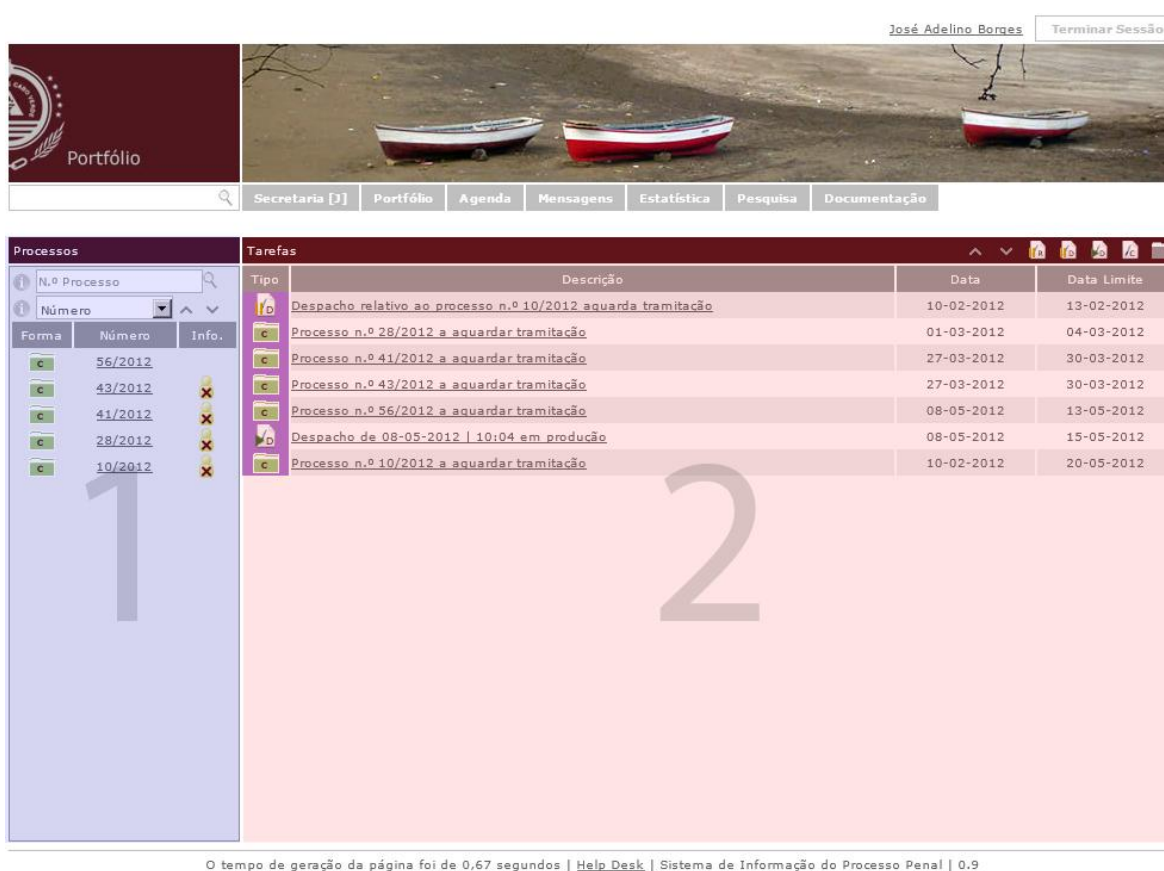 José Adelino Borges Terminar Sessão
Portfólio
Secretaria [J] Portfólio Agenda Mensagens Estatística Pesquisa Documentação
Processos
N.º Processo
Número
Forma Número Info.
C 56/2012
C 43/2012
C 41/2012
C 28/2012
C 10/2012
1
Tarefas
Tipo Descrição Data Data Limite
D Despacho relativo ao processo n.º 10/2012 aguarda tramitação 10-02-2012 13-02-2012
C Processo n.º 28/2012 a aguardar tramitação 01-03-2012 04-03-2012
C Processo n.º 41/2012 a aguardar tramitação 27-03-2012 30-03-2012
C Processo n.º 43/2012 a aguardar tramitação 27-03-2012 30-03-2012
C Processo n.º 56/2012 a aguardar tramitação 08-05-2012 13-05-2012
D Despacho de 08-05-2012 | 10:04 em produção 08-05-2012 15-05-2012
C Processo n.º 10/2012 a aguardar tramitação 10-02-2012 20-05-2012
2
O tempo de geração da página foi de 0,67 segundos | Help Desk | Sistema de Informação do Processo Penal | 0.9